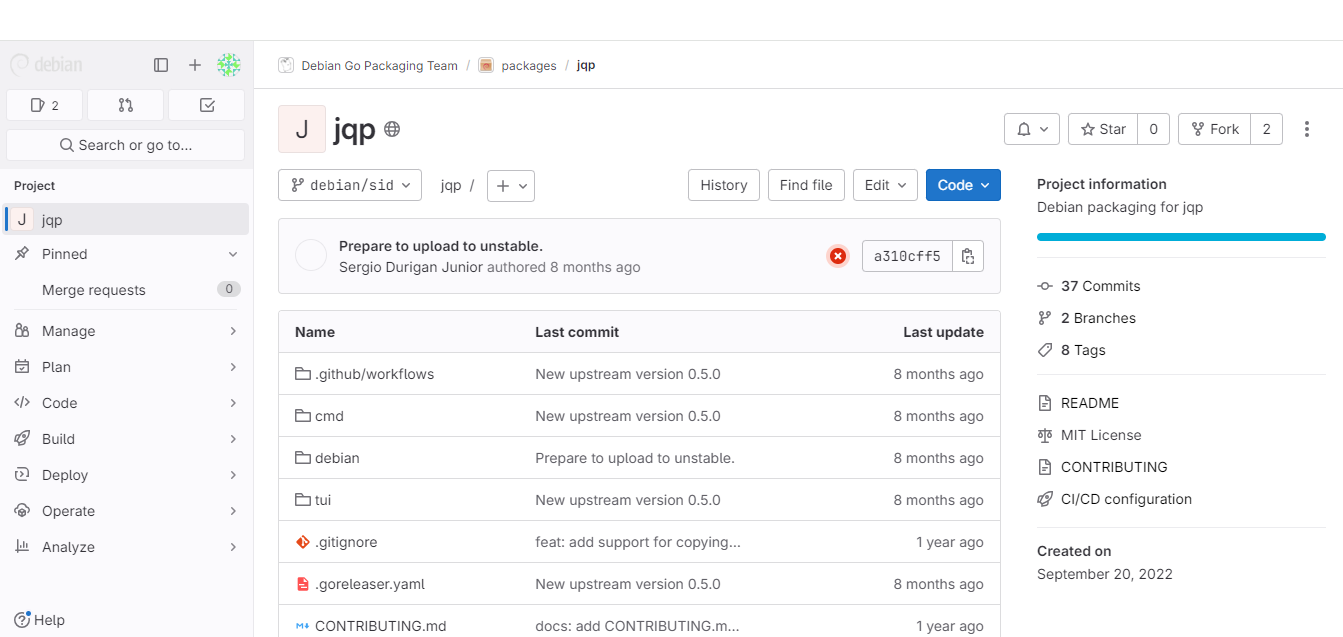 debian
2
Search or go to...
Project
J jqp
Pinned
Merge requests 0
Manage
Plan
Code
Build
Deploy
Operate
Analyze
Help
Debian Go Packaging Team / packages / jqp
J jqp
Star 0 Fork 2
debian/sid jqp / History Find file Edit Code
Prepare to upload to unstable.
Sergio Durigan Junior authored 8 months ago
a310cff5
Name Last commit Last update
.github/workflows New upstream version 0.5.0 8 months ago
cmd New upstream version 0.5.0 8 months ago
debian Prepare to upload to unstable. 8 months ago
tui New upstream version 0.5.0 8 months ago
.gitignore feat: add support for copying... 1 year ago
.goreleaser.yaml New upstream version 0.5.0 8 months ago
CONTRIBUTING.md docs: add CONTRIBUTING.m... 1 year ago
Project information
Debian packaging for jqp
37 Commits
2 Branches
8 Tags
README
MIT License
CONTRIBUTING
CI/CD configuration
Created on
September 20, 2022